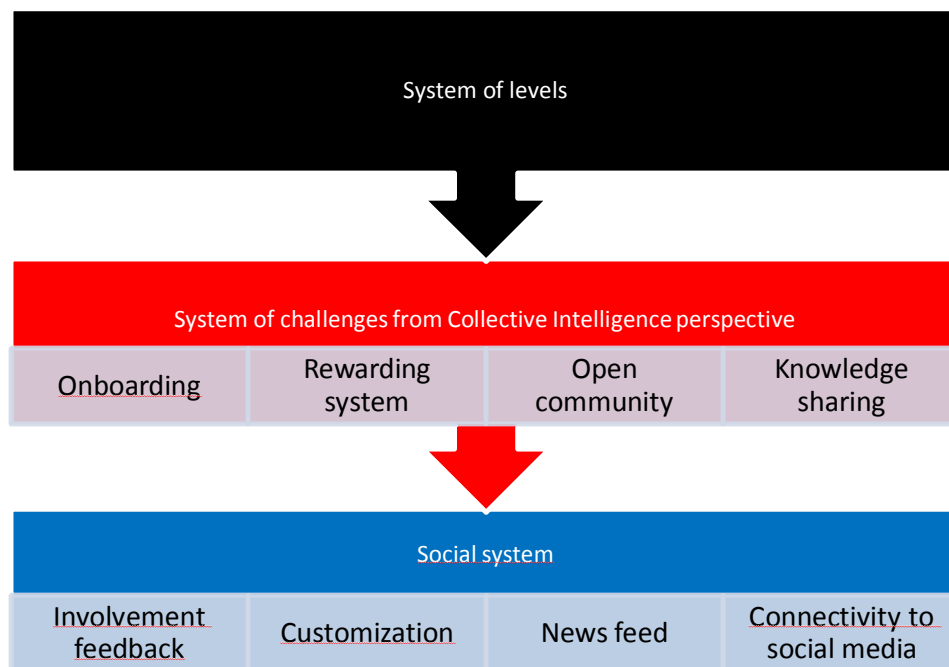 System of levels
System of challenges from Collective Intelligence perspective
Onboarding
Rewarding
system
Open
community
Knowledge
sharing
Social system
Involvement
feedback
Customization
News feed
Connectivity to
social media